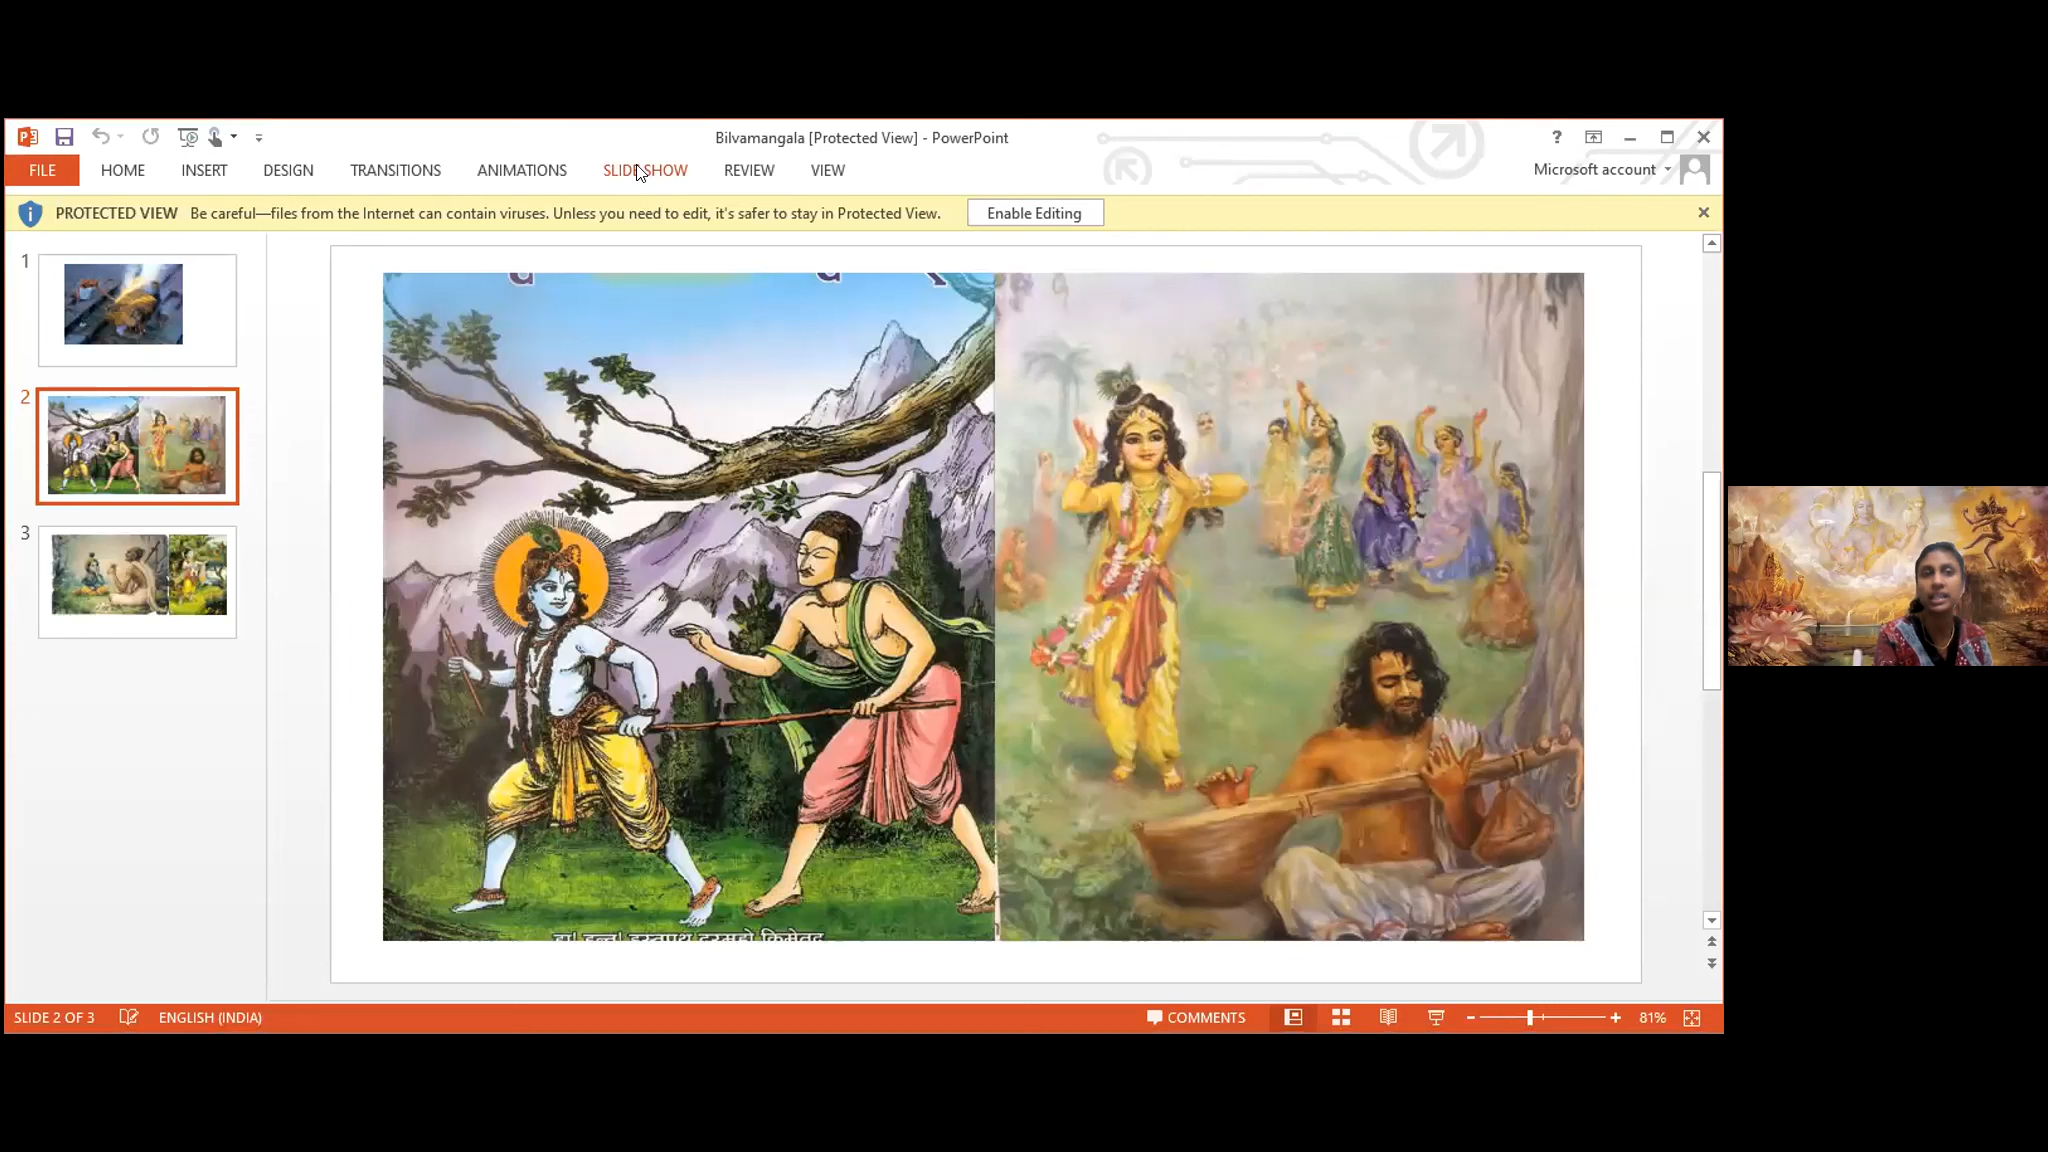 Bilvamangala [Protected View] - PowerPoint
FILE HOME INSERT DESIGN TRANSITIONS ANIMATIONS SLIDE SHOW REVIEW VIEW
Microsoft account
PROTECTED VIEW Be careful—files from the Internet can contain viruses. Unless you need to edit, it's safer to stay in Protected View. Enable Editing
1
2
3
SLIDE 2 OF 3 ENGLISH (INDIA) COMMENTS 81%